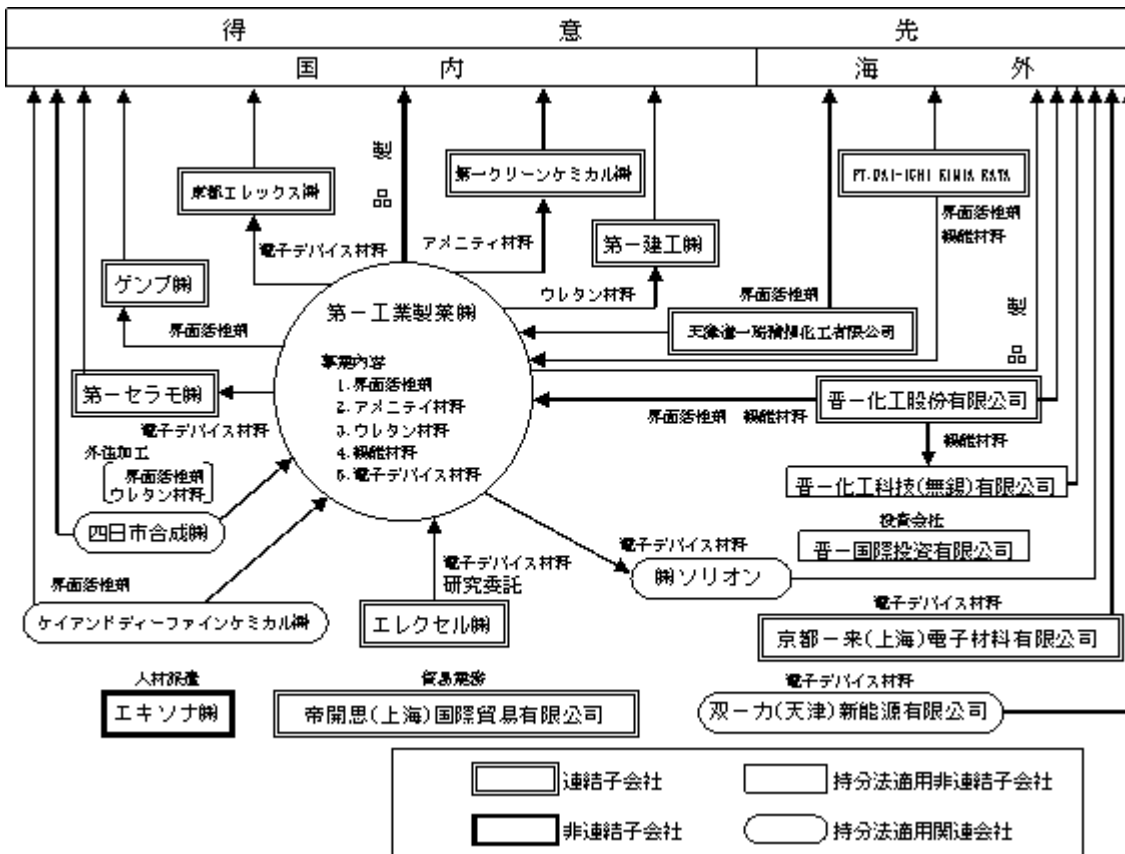 得意先
国内
海外
製品
京都エレックス㈱
第一クリーンケミカル㈱
PT.DAI-ICHI KIMIA RAYA
界面活性剤
機能材料
電子デバイス材料
アメニティ材料
第一建工㈱
ゲンブ㈱
ウレタン材料
界面活性剤
製品
第一工業製薬㈱
界面活性剤
天津達一琦精細化工有限公司
事業内容
1.界面活性剤
2.アメニティ材料
3.ウレタン材料
4.機能材料
5.電子デバイス材料
第一セラモ㈱
電子デバイス材料
晋一化工股份有限公司
界面活性剤 機能材料
機能材料
外注加工
界面活性剤
ウレタン材料
四日市合成㈱
晋一化工科技(無錫)有限公司
投資会社
晋一国際投資有限公司
電子デバイス材料
㈱ソリオン
電子デバイス材料
研究委託
エレクセル㈱
界面活性剤
ケイアンドディーファインケミカル㈱
電子デバイス材料
京都一来(上海)電子材料有限公司
人材派遣
エキソナ㈱
貿易業務
帝開思(上海)国際貿易有限公司
電子デバイス材料
双一力(天津)新能源有限公司
連結子会社
持分法適用非連結子会社
非連結子会社
持分法適用関連会社